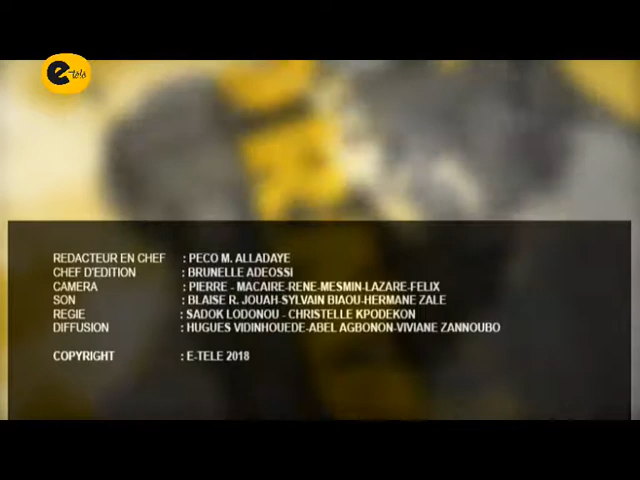 e-télé
REDACTEUR EN CHEF : PECO M. ALLADAYE
CHEF D'EDITION : BRUNELLE ADEOSSI
CAMERA : PIERRE - MACAIRE-RENE-MESMIN-LAZARE-FELIX
SON : BLAISE R. JOUAH-SYLVAIN BIAOU-HERMANE ZALE
REGIE : SADOK LODONOU - CHRISTELLE KPODEKON
DIFFUSION : HUGUES VIDINHOUEDE-ABEL AGBONON-VIVIANE ZANNOUBO
COPYRIGHT : E-TELE 2018